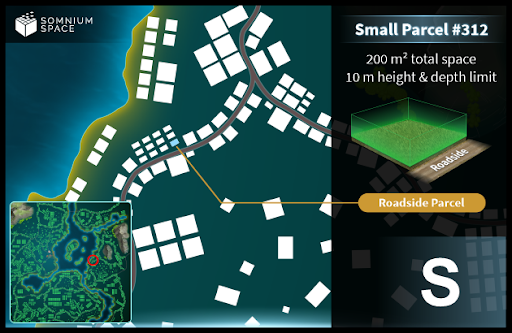 SOMNIUM
SPACE
Small Parcel #312
200 m² total space
10 m height & depth limit
Roadside
Roadside Parcel
S